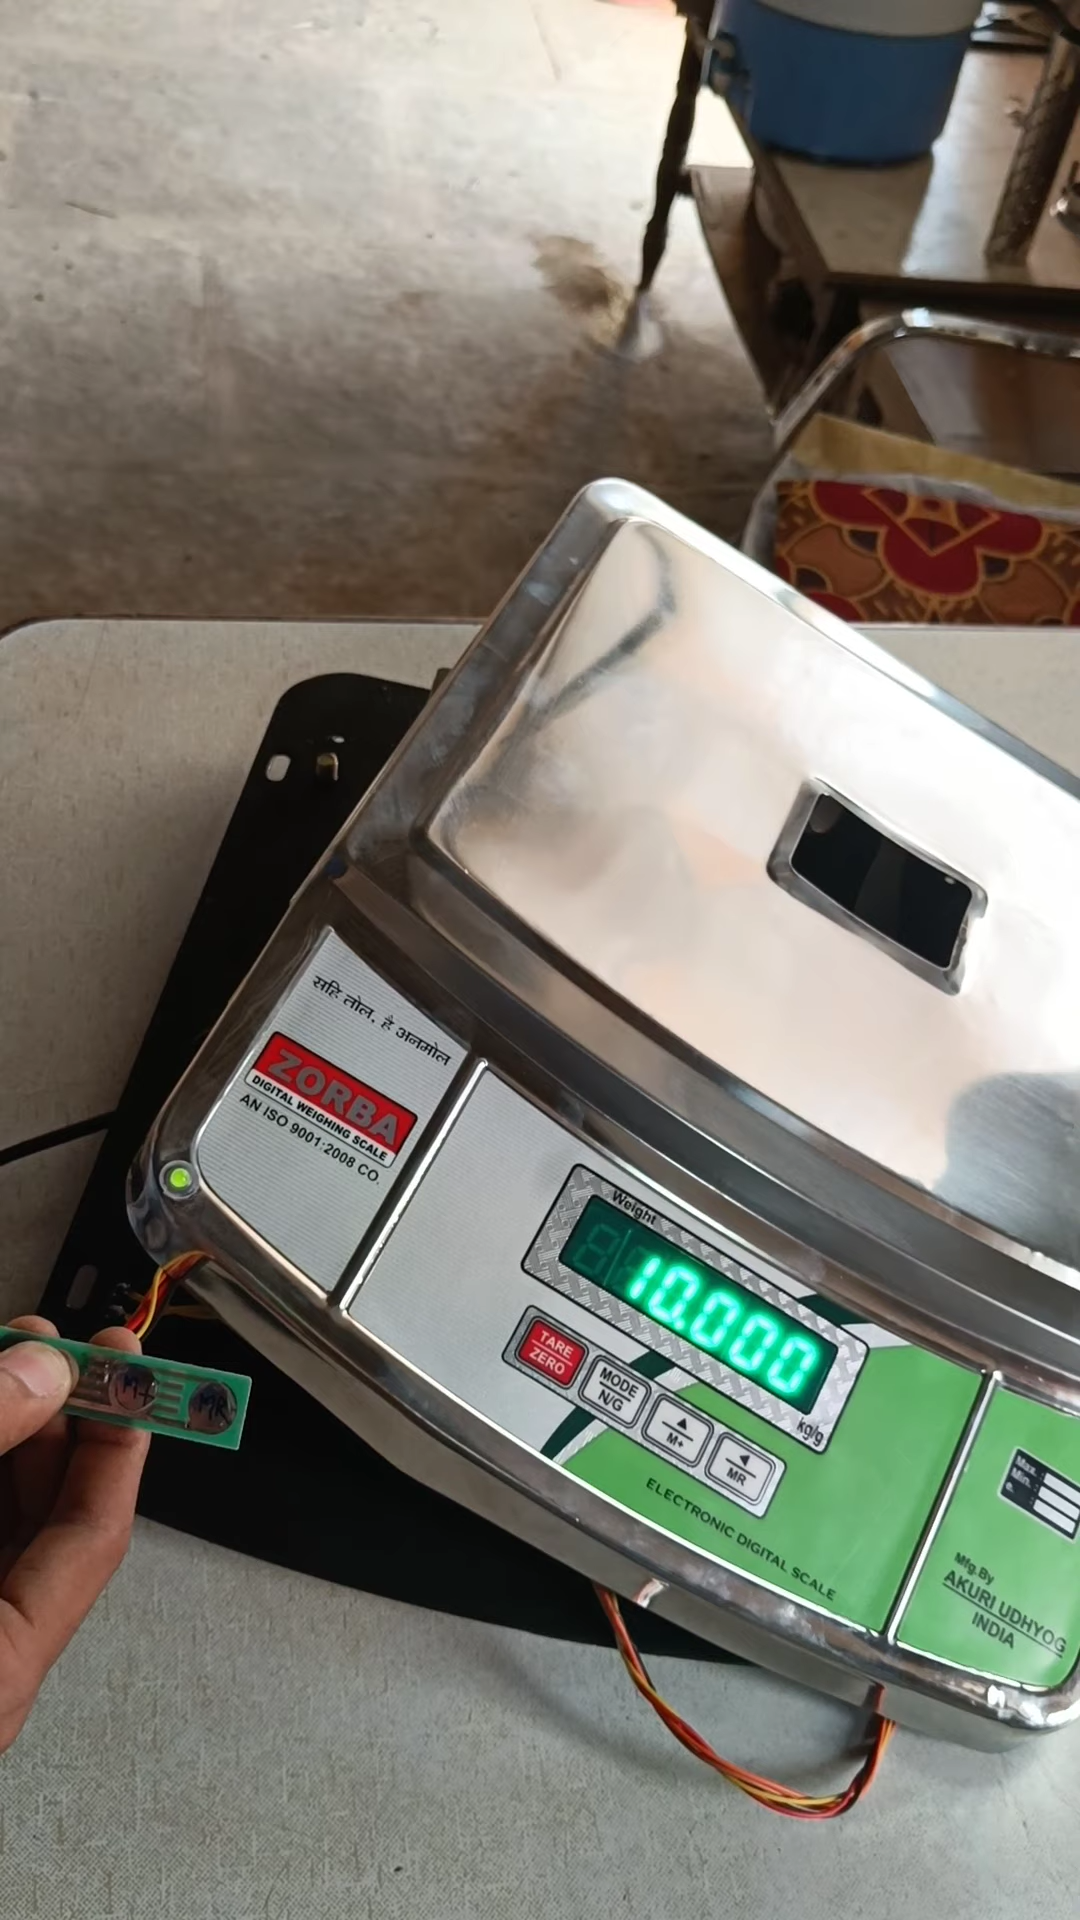 सहि तोल, है अनमोल
ZORBA
DIGITAL WEIGHING SCALE
AN ISO 9001:2008 CO.
Weight
10.000
kg/g
TARE
ZERO
MODE
N/G
▲
M+
◀
MR
ELECTRONIC DIGITAL SCALE
Max. :
Min. :
e. :
Mfg.By
AKURI UDHYOG
INDIA
M+
MR